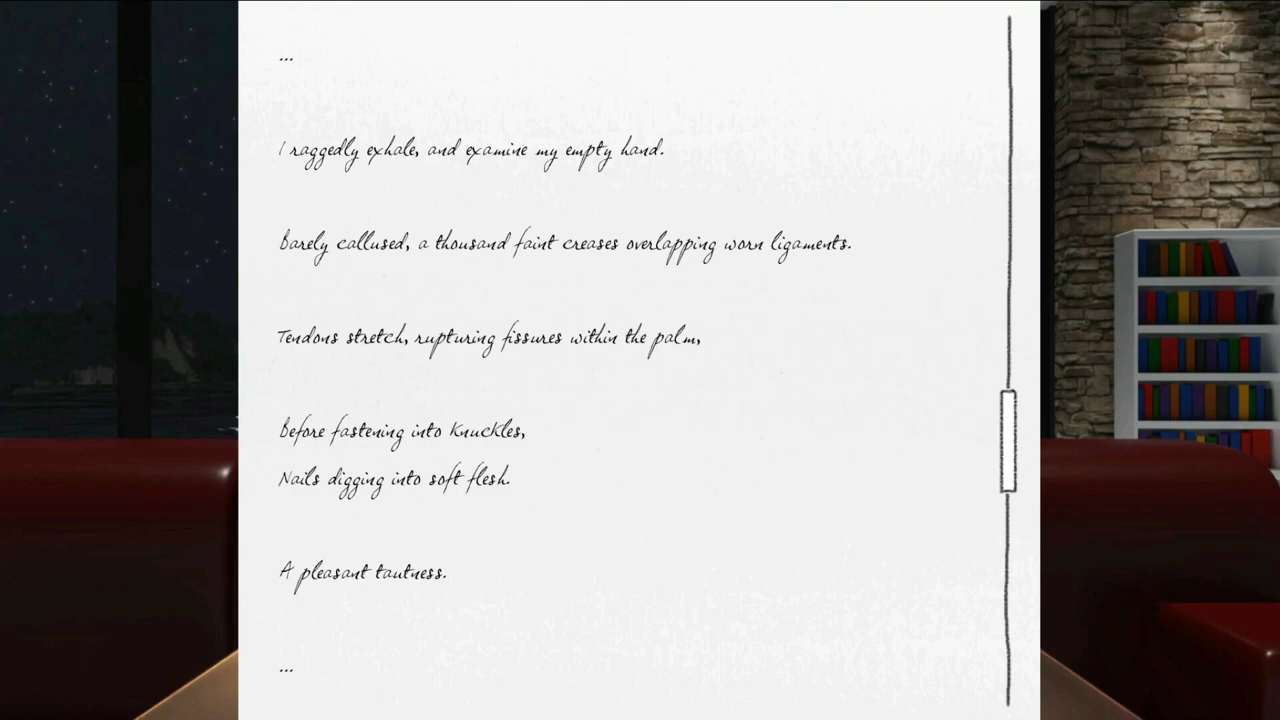 ...
I raggedly exhale, and examine my empty hand.
Barely callused, a thousand faint creases overlapping worn ligaments.
Tendons stretch, rupturing fissures within the palm,
Before fastening into knuckles,
Nails digging into soft flesh.
A pleasant tautness.
...